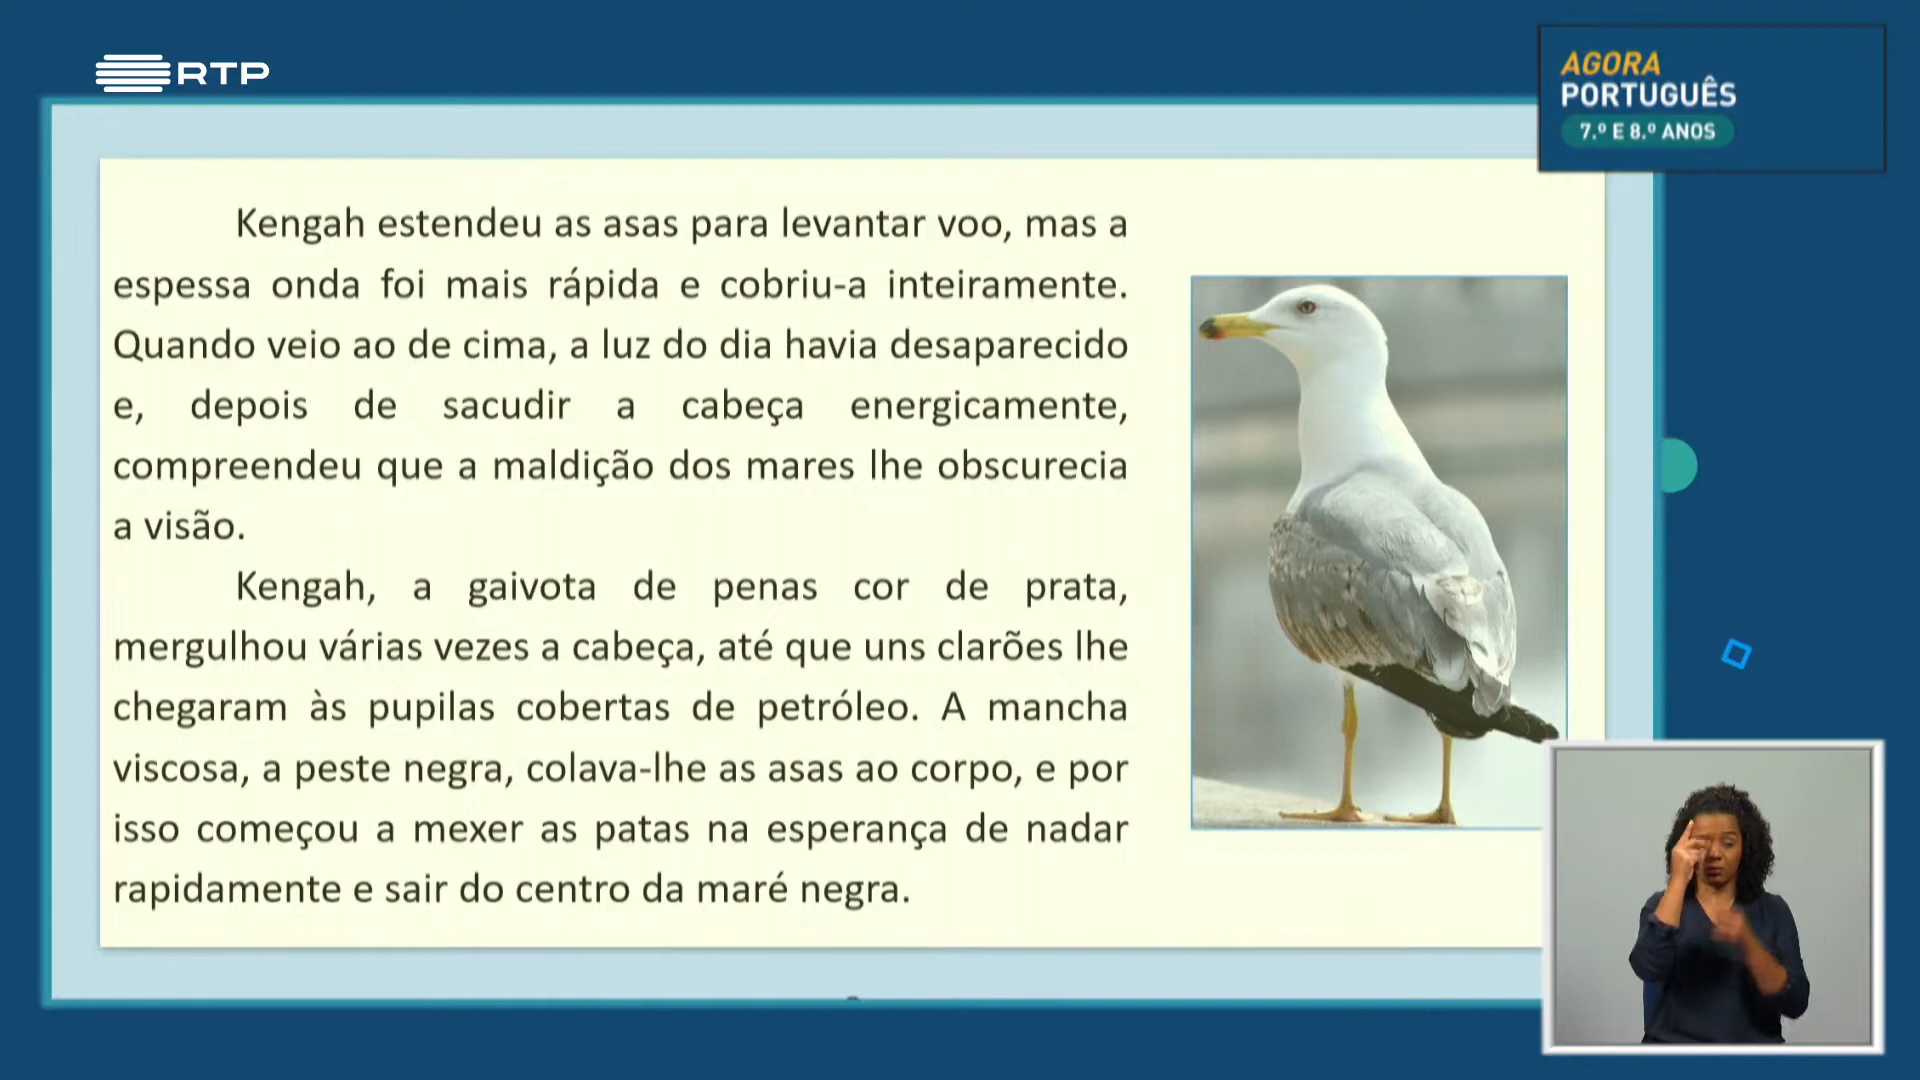 RTP
AGORA
PORTUGUÊS
7.º E 8.º ANOS
Kengah estendeu as asas para levantar voo, mas a
espessa onda foi mais rápida e cobriu-a inteiramente.
Quando veio ao de cima, a luz do dia havia desaparecido
e, depois de sacudir a cabeça energicamente,
compreendeu que a maldição dos mares lhe obscurecia
a visão.
Kengah, a gaivota de penas cor de prata,
mergulhou várias vezes a cabeça, até que uns clarões lhe
chegaram às pupilas cobertas de petróleo. A mancha
viscosa, a peste negra, colava-lhe as asas ao corpo, e por
isso começou a mexer as patas na esperança de nadar
rapidamente e sair do centro da maré negra.